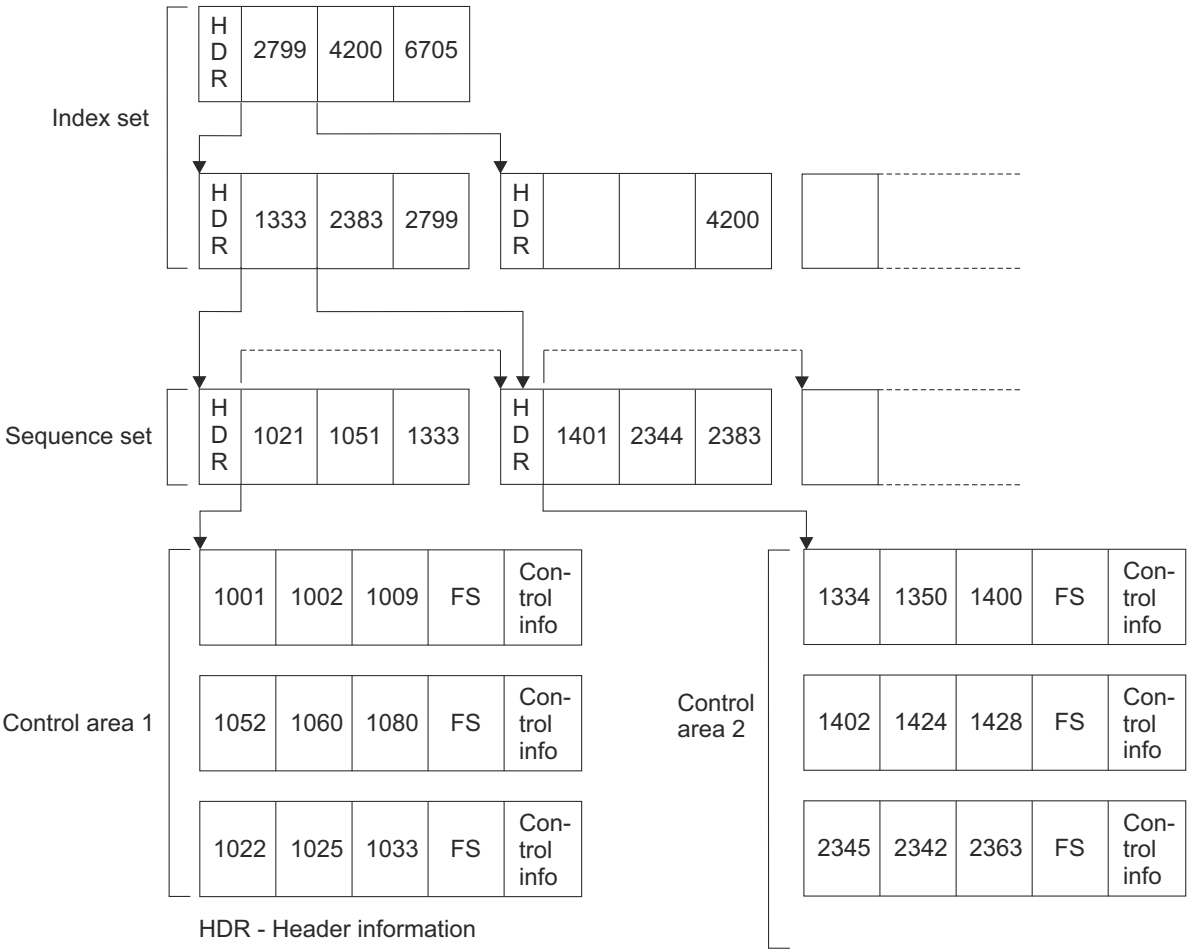 H D R 2799 4200 6705
Index set
H D R 1333 2383 2799
H D R 4200
Sequence set
H D R 1021 1051 1333
H D R 1401 2344 2383
Control area 1
1001 1002 1009 FS Con-
trol
info
1052 1060 1080 FS Con-
trol
info
1022 1025 1033 FS Con-
trol
info
HDR - Header information
Control
area 2
1334 1350 1400 FS Con-
trol
info
1402 1424 1428 FS Con-
trol
info
2345 2342 2363 FS Con-
trol
info